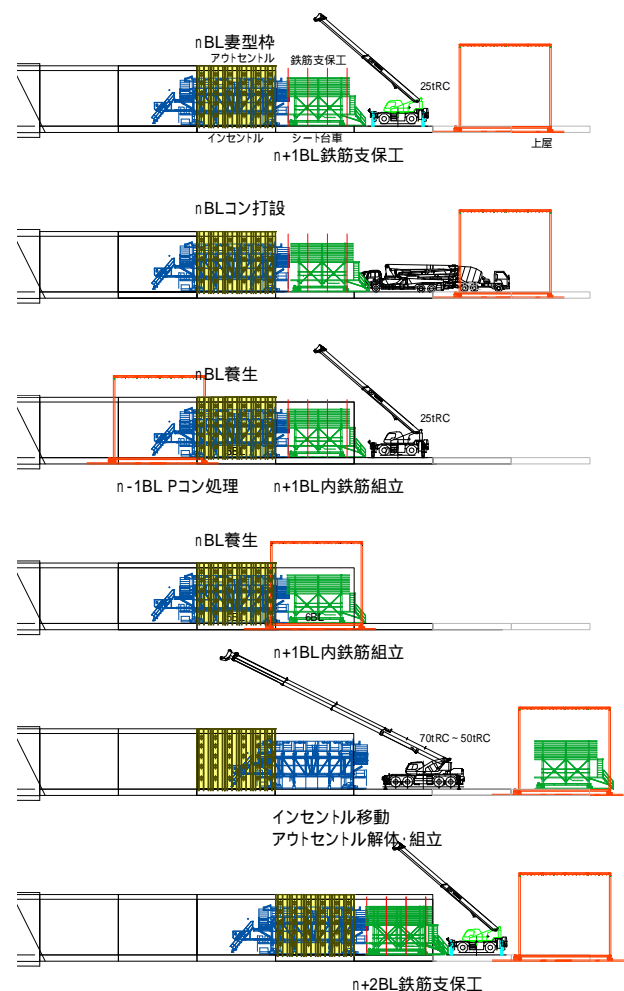 nBL妻型枠
アウトセントル
鉄筋支保工
25tRC
インセントル
シート台車
上屋
n+1BL鉄筋支保工
nBLコン打設
nBL養生
25tRC
n-1BL Pコン処理
n+1BL内鉄筋組立
nBL養生
6BL
n+1BL内鉄筋組立
70tRC~50tRC
インセントル移動
アウトセントル解体・組立
n+2BL鉄筋支保工